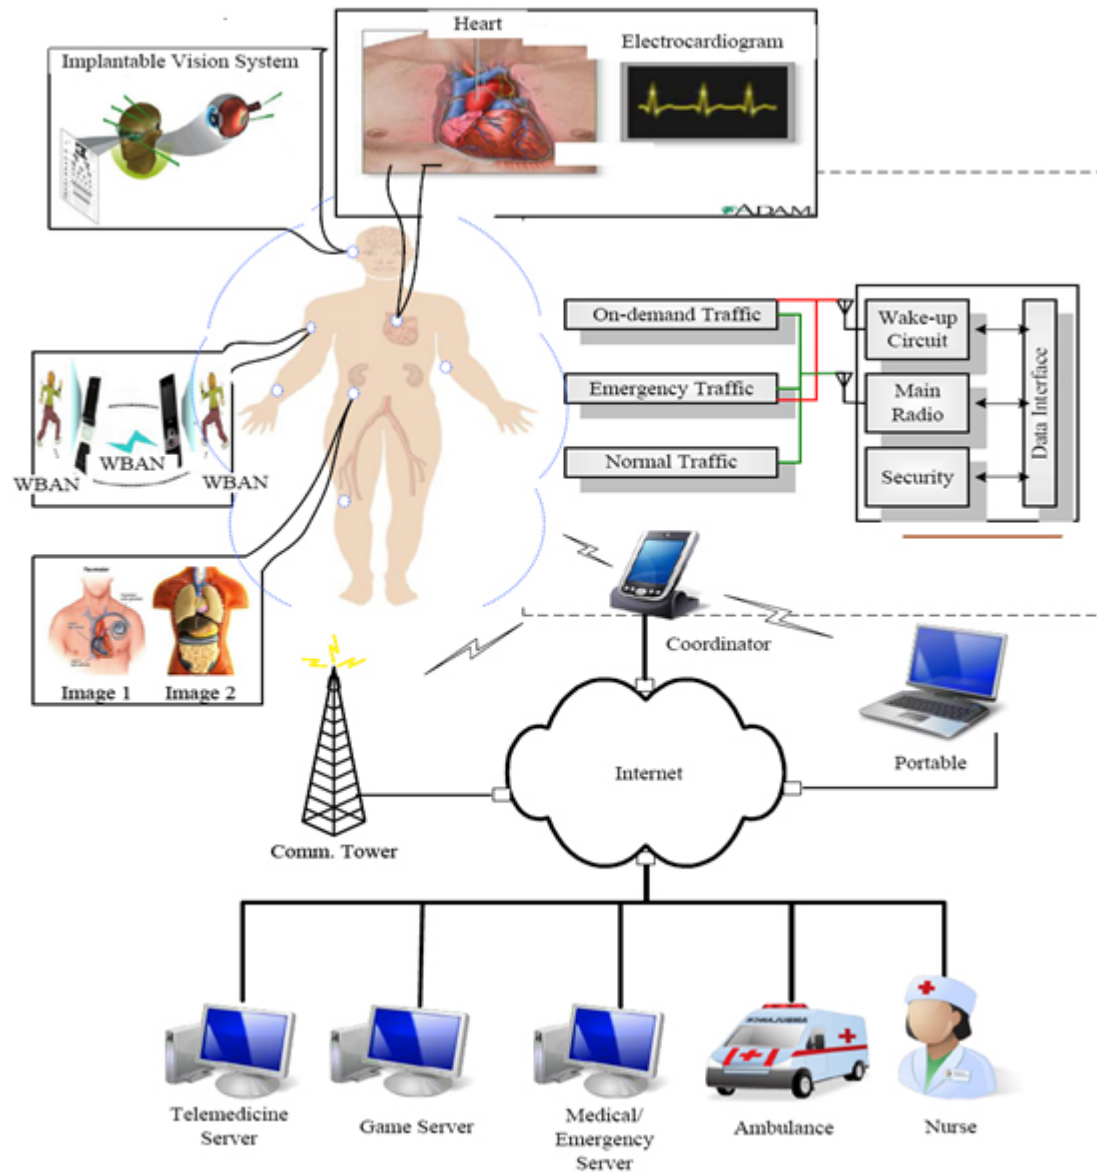 Heart
Implantable Vision System
Electrocardiogram
ADAM
On-demand Traffic
Emergency Traffic
Normal Traffic
Wake-up
Circuit
Main
Radio
Security
Data Interface
WBAN
WBAN
WBAN
Pacemaker
Image 1
Image 2
Coordinator
Portable
Internet
Comm. Tower
Telemedicine
Server
Game Server
Medical/
Emergency
Server
Ambulance
Nurse